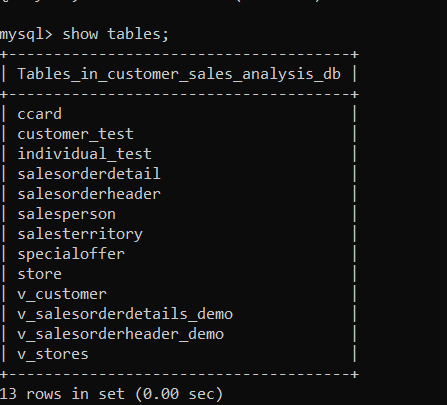 mysql> show tables;
+-------------------------------------+
| Tables_in_customer_sales_analysis_db |
+-------------------------------------+
| ccard |
| customer_test |
| individual_test |
| salesorderdetail |
| salesorderheader |
| salesperson |
| salesterritory |
| specialoffer |
| store |
| v_customer |
| v_salesorderdetails_demo |
| v_salesorderheader_demo |
| v_stores |
+-------------------------------------+
13 rows in set (0.00 sec)